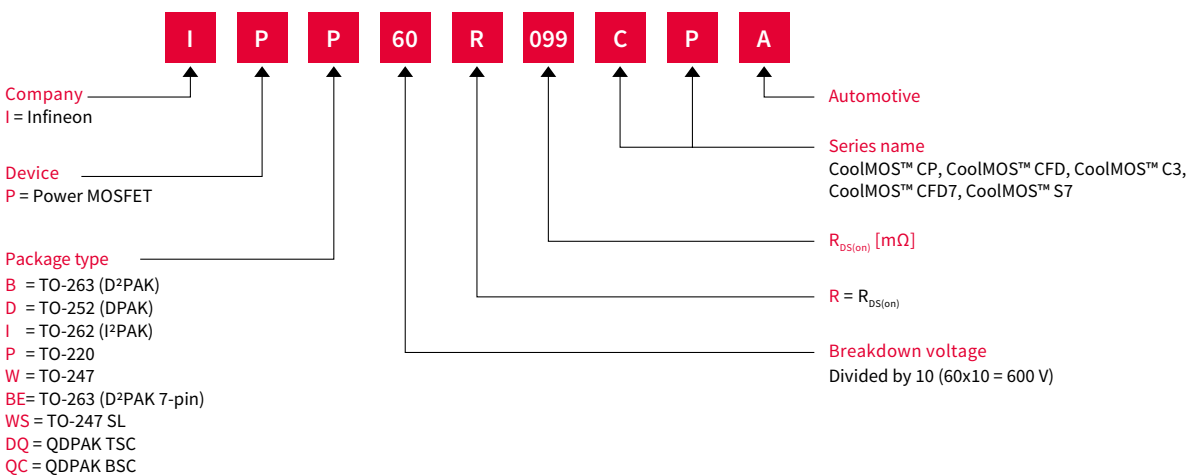 I P P 60 R 099 C P A
Company
I = Infineon
Device
P = Power MOSFET
Package type
B = TO-263 (D²PAK)
D = TO-252 (DPAK)
I = TO-262 (I²PAK)
P = TO-220
W = TO-247
BE= TO-263 (D²PAK 7-pin)
WS = TO-247 SL
DQ = QDPAK TSC
QC = QDPAK BSC
Automotive
Series name
CoolMOS™ CP, CoolMOS™ CFD, CoolMOS™ C3,
CoolMOS™ CFD7, CoolMOS™ S7
RDS(on) [mΩ]
R = RDS(on)
Breakdown voltage
Divided by 10 (60x10 = 600 V)